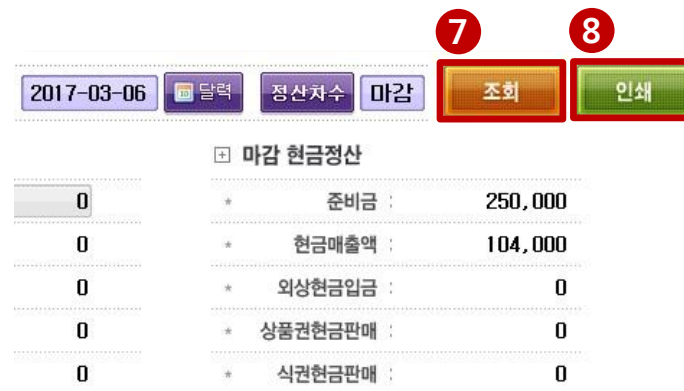 7 8
2017-03-06 달력 정산차수 마감 조회 인쇄
마감 현금정산
0 * 준비금 : 250,000
0 * 현금매출액 : 104,000
0 * 외상현금입금 : 0
0 * 상품권현금판매 : 0
0 * 식권현금판매 : 0